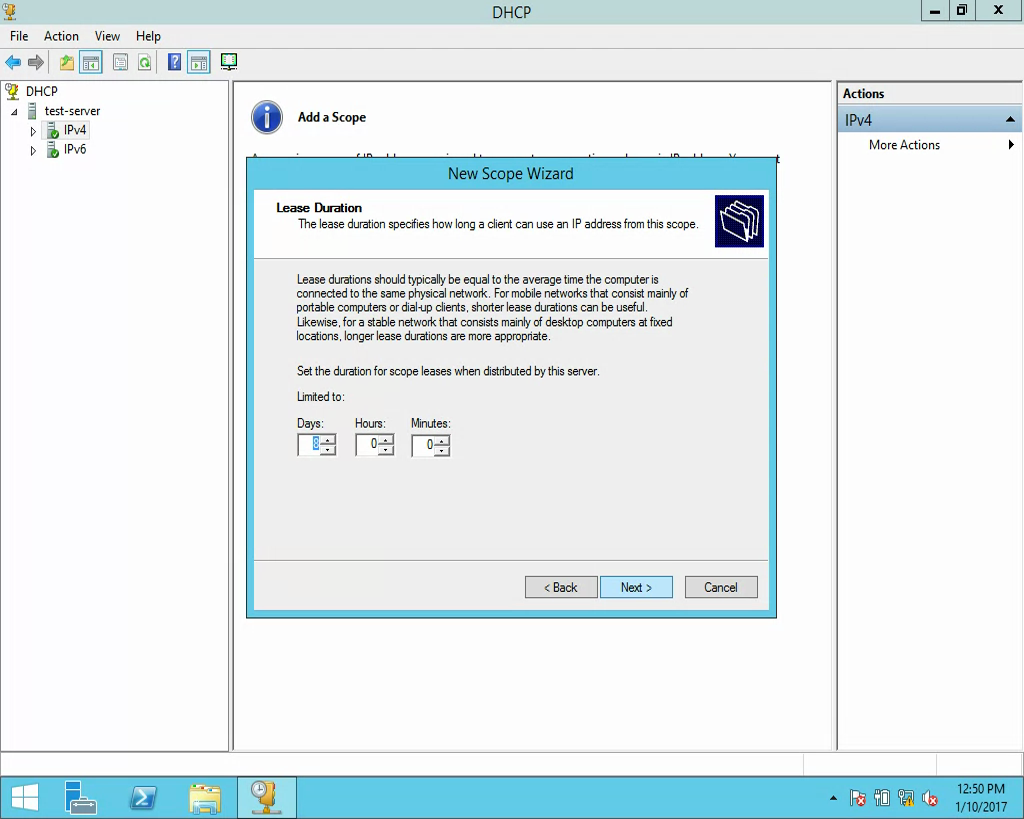 DHCP
File Action View Help
DHCP
test-server
IPv4
IPv6
Add a Scope
New Scope Wizard
Lease Duration
The lease duration specifies how long a client can use an IP address from this scope.
Lease durations should typically be equal to the average time the computer is
connected to the same physical network. For mobile networks that consist mainly of
portable computers or dial-up clients, shorter lease durations can be useful.
Likewise, for a stable network that consists mainly of desktop computers at fixed
locations, longer lease durations are more appropriate.
Set the duration for scope leases when distributed by this server.
Limited to:
Days: Hours: Minutes:
8 0 0
< Back Next > Cancel
Actions
IPv4
More Actions
12:50 PM
1/10/2017